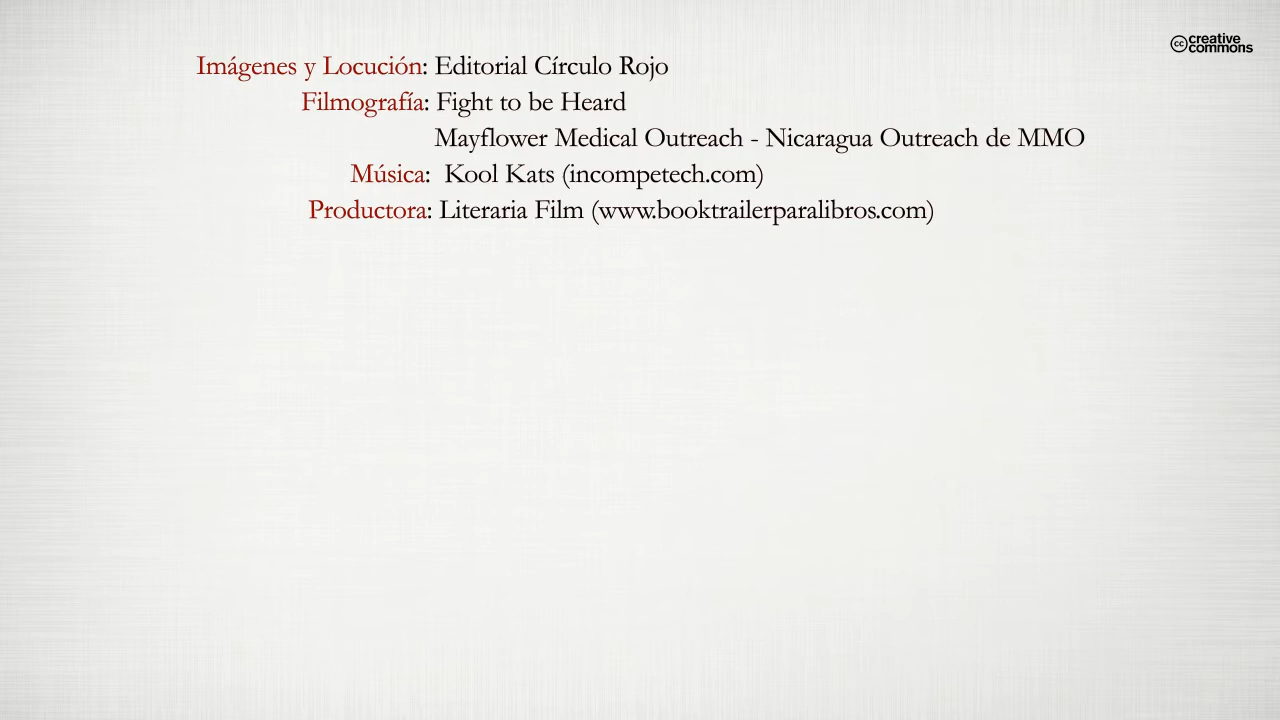 cc creative
commons
Imágenes y Locución: Editorial Círculo Rojo
Filmografía: Fight to be Heard
Mayflower Medical Outreach - Nicaragua Outreach de MMO
Música: Kool Kats (incompetech.com)
Productora: Literaria Film (www.booktrailerparalibros.com)